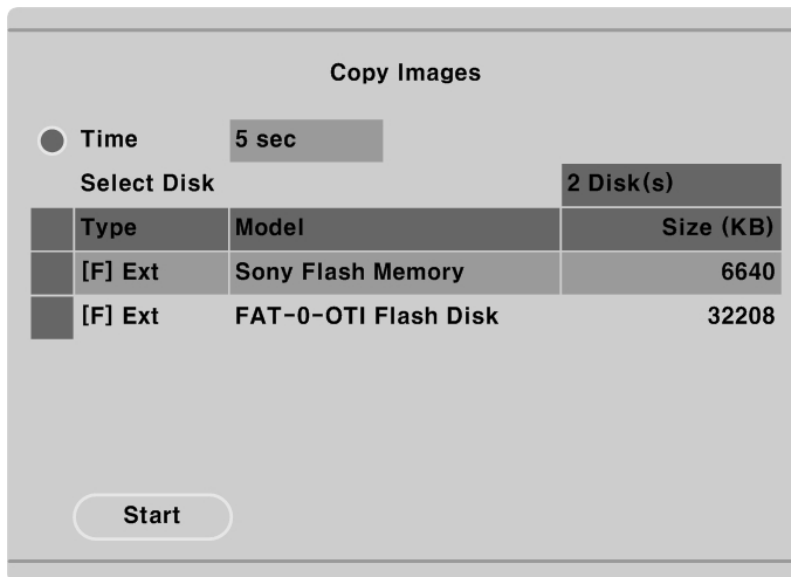 Copy Images
Time 5 sec
Select Disk 2 Disk(s)
Type Model Size (KB)
[F] Ext Sony Flash Memory 6640
[F] Ext FAT-0-OTI Flash Disk 32208
Start